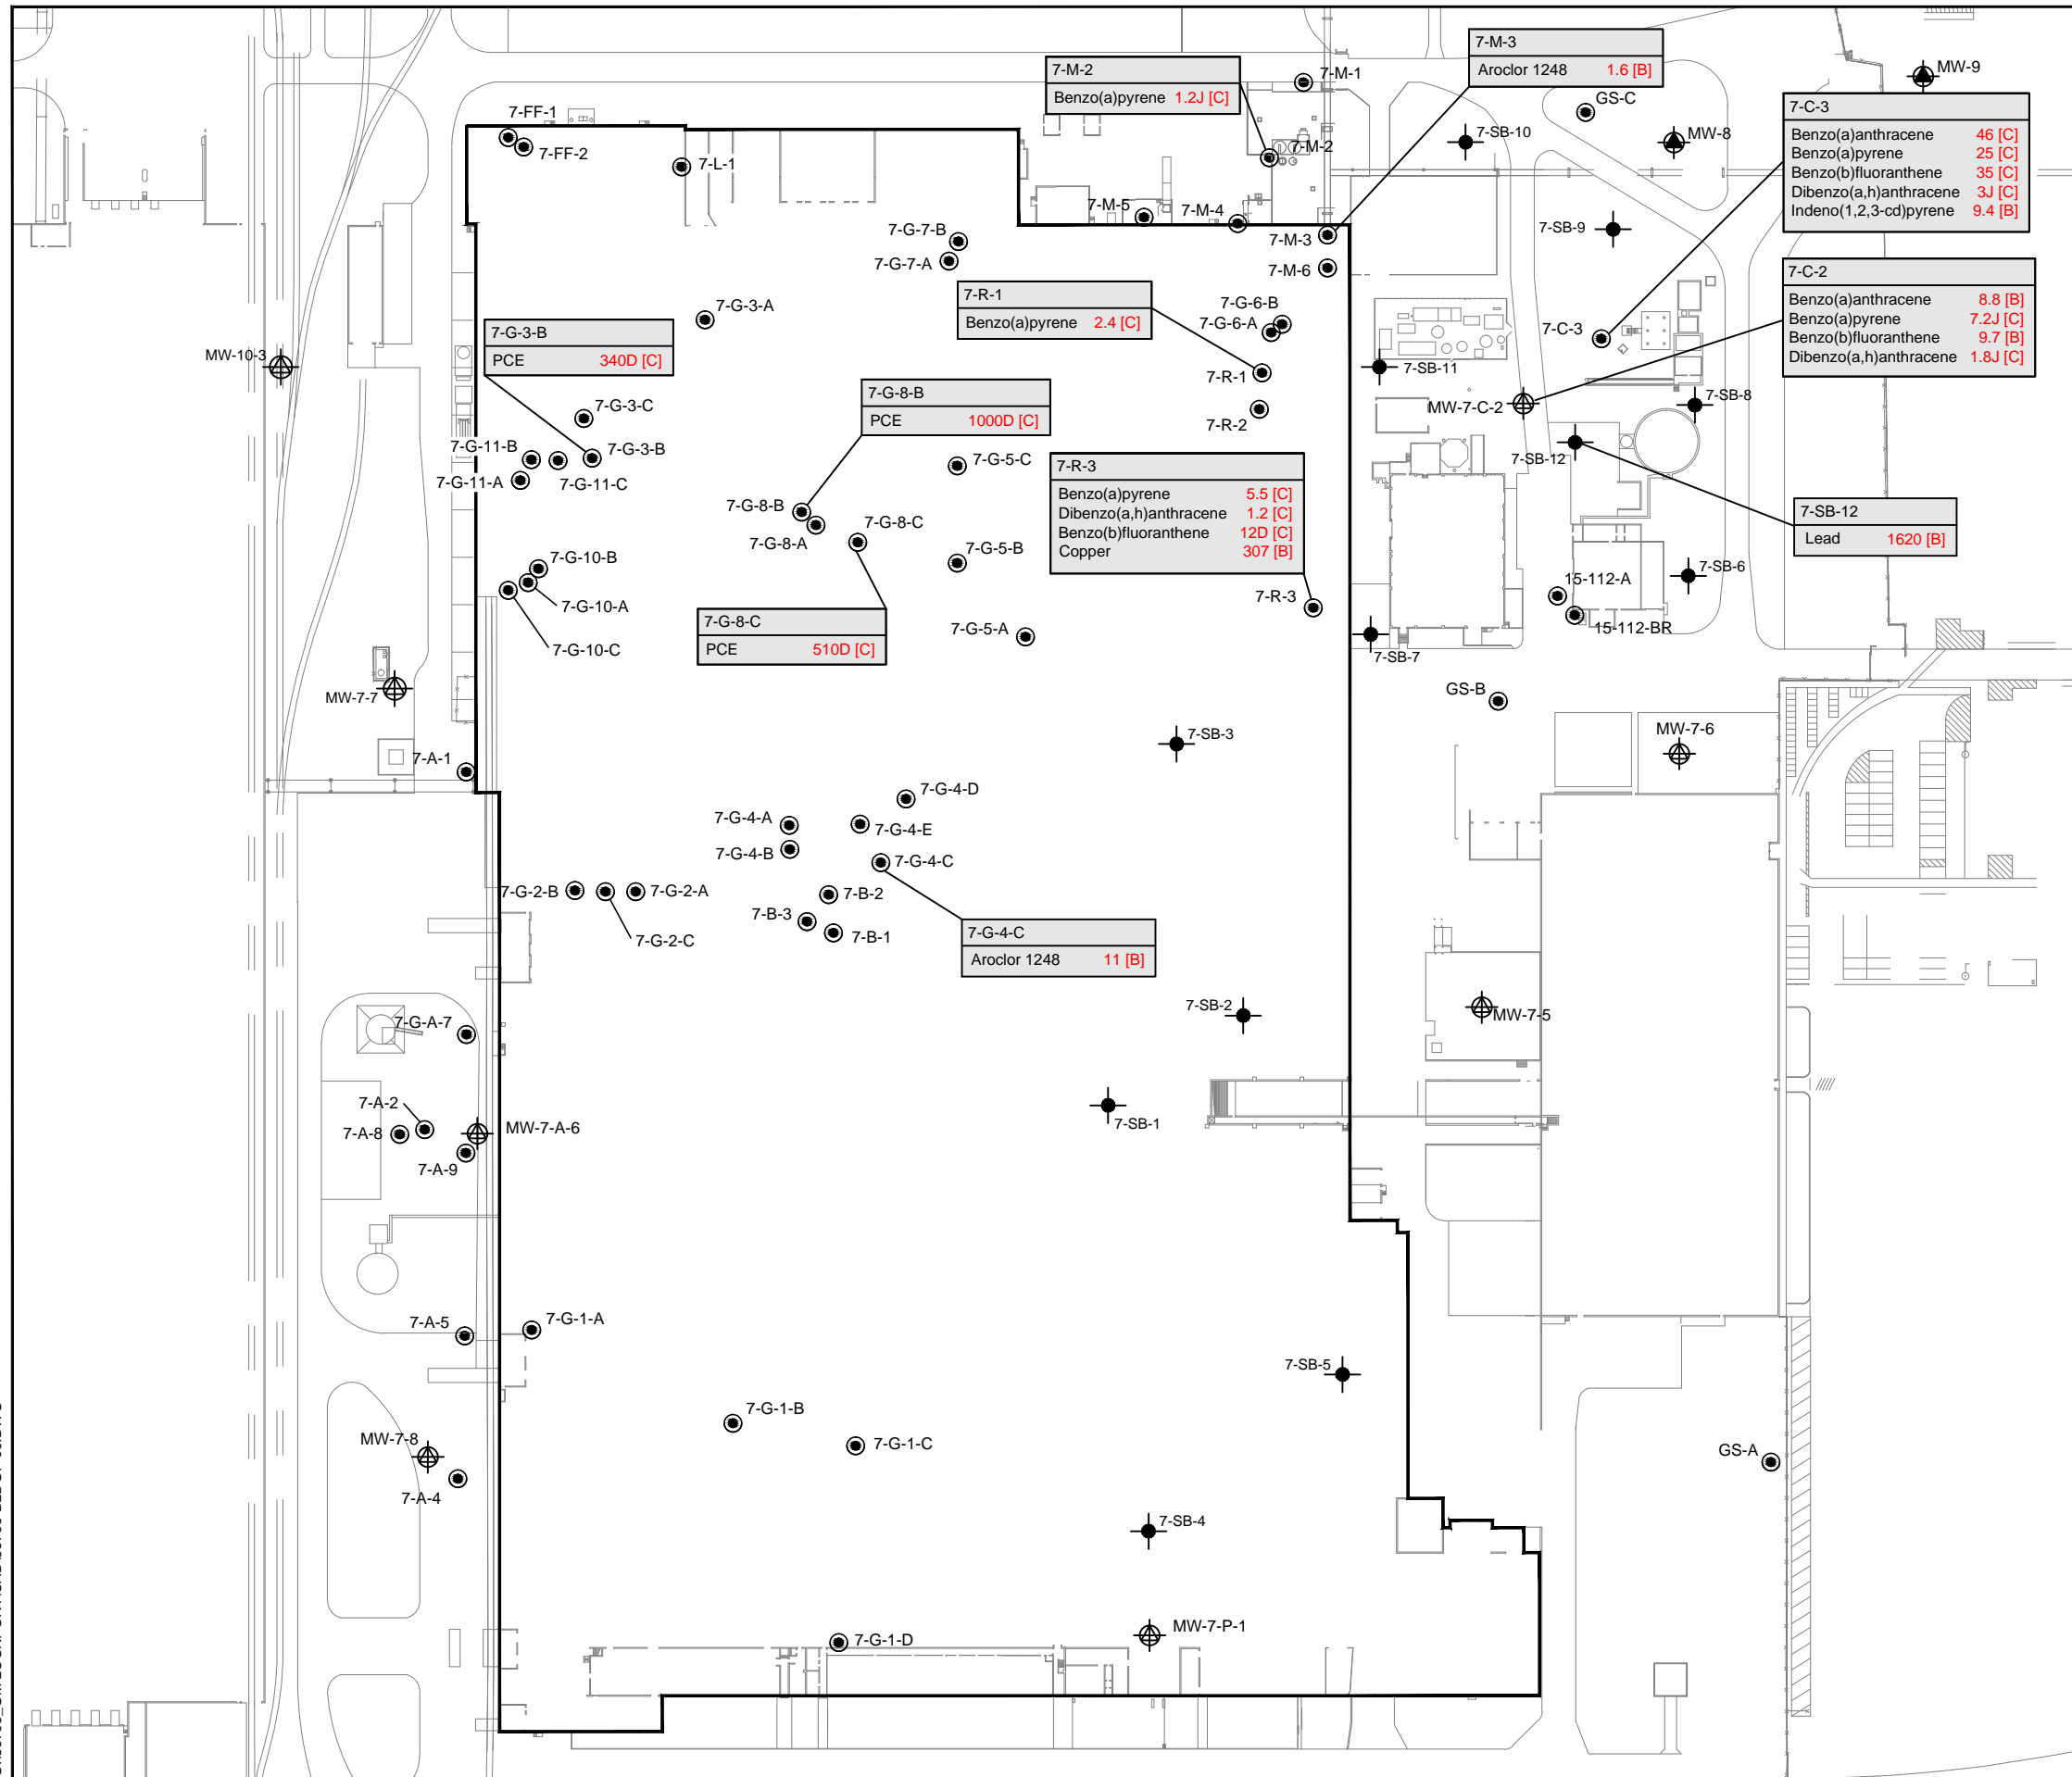 7-M-3
Aroclor 1248 1.6 [B]
7-M-2
Benzo(a)pyrene 1.2J [C]
7-M-1
MW-9
GS-C
7-C-3
Benzo(a)anthracene 46 [C]
Benzo(a)pyrene 25 [C]
Benzo(b)fluoranthene 35 [C]
Dibenzo(a,h)anthracene 3J [C]
Indeno(1,2,3-cd)pyrene 9.4 [B]
7-FF-1
7-FF-2
7-L-1
7-M-2
7-SB-10
MW-8
7-M-5
7-M-4
7-SB-9
7-G-7-B
7-M-3
7-G-7-A
7-M-6
7-C-2
Benzo(a)anthracene 8.8 [B]
Benzo(a)pyrene 7.2J [C]
Benzo(b)fluoranthene 9.7 [B]
Dibenzo(a,h)anthracene 1.8J [C]
7-R-1
Benzo(a)pyrene 2.4 [C]
7-G-3-A
7-G-6-B
7-G-6-A
7-C-3
7-G-3-B
PCE 340D [C]
MW-10-3
7-R-1
7-SB-11
7-G-8-B
PCE 1000D [C]
7-G-3-C
MW-7-C-2
7-SB-8
7-R-2
7-G-11-B
7-G-3-B
7-G-5-C
7-SB-12
7-G-11-A
7-G-11-C
7-R-3
Benzo(a)pyrene 5.5 [C]
Dibenzo(a,h)anthracene 1.2 [C]
Benzo(b)fluoranthene 12D [C]
Copper 307 [B]
7-G-8-B
7-G-8-C
7-G-8-A
7-SB-12
Lead 1620 [B]
7-G-10-B
7-G-5-B
7-SB-6
15-112-A
7-G-10-A
7-R-3
7-G-8-C
PCE 510D [C]
7-G-5-A
15-112-BR
7-G-10-C
7-SB-7
MW-7-7
GS-B
7-SB-3
MW-7-6
7-A-1
7-G-4-D
7-G-4-A
7-G-4-E
7-G-4-B
7-G-4-C
7-G-2-B
7-G-2-A
7-B-2
7-B-3
7-B-1
7-G-2-C
7-G-4-C
Aroclor 1248 11 [B]
7-SB-2
MW-7-5
7-G-A-7
7-A-2
7-SB-1
7-A-8
MW-7-A-6
7-A-9
7-A-5
7-G-1-A
7-SB-5
7-G-1-B
7-G-1-C
MW-7-8
GS-A
7-A-4
7-SB-4
MW-7-P-1
7-G-1-D